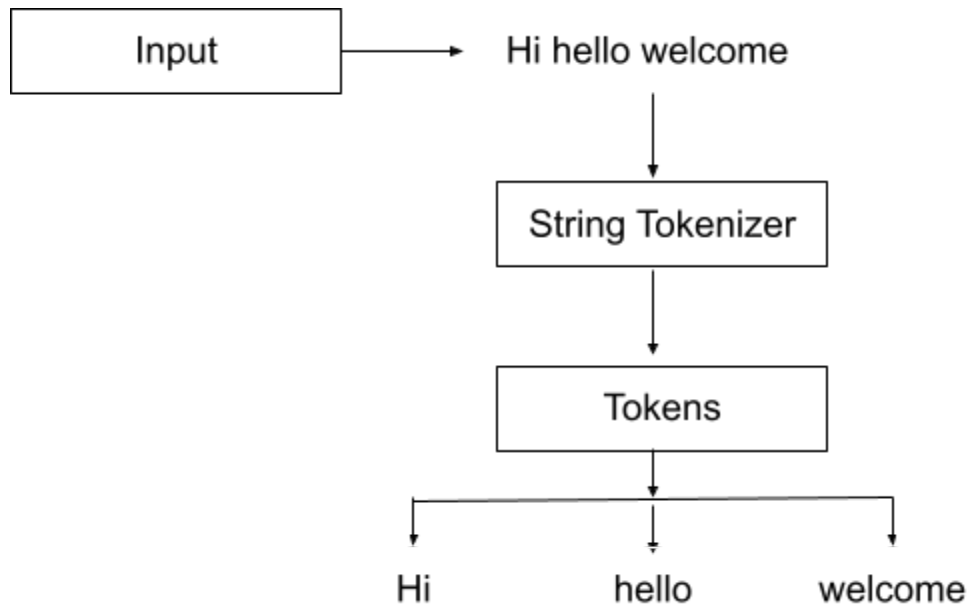 Input
Hi hello welcome
String Tokenizer
Tokens
Hi
hello
welcome